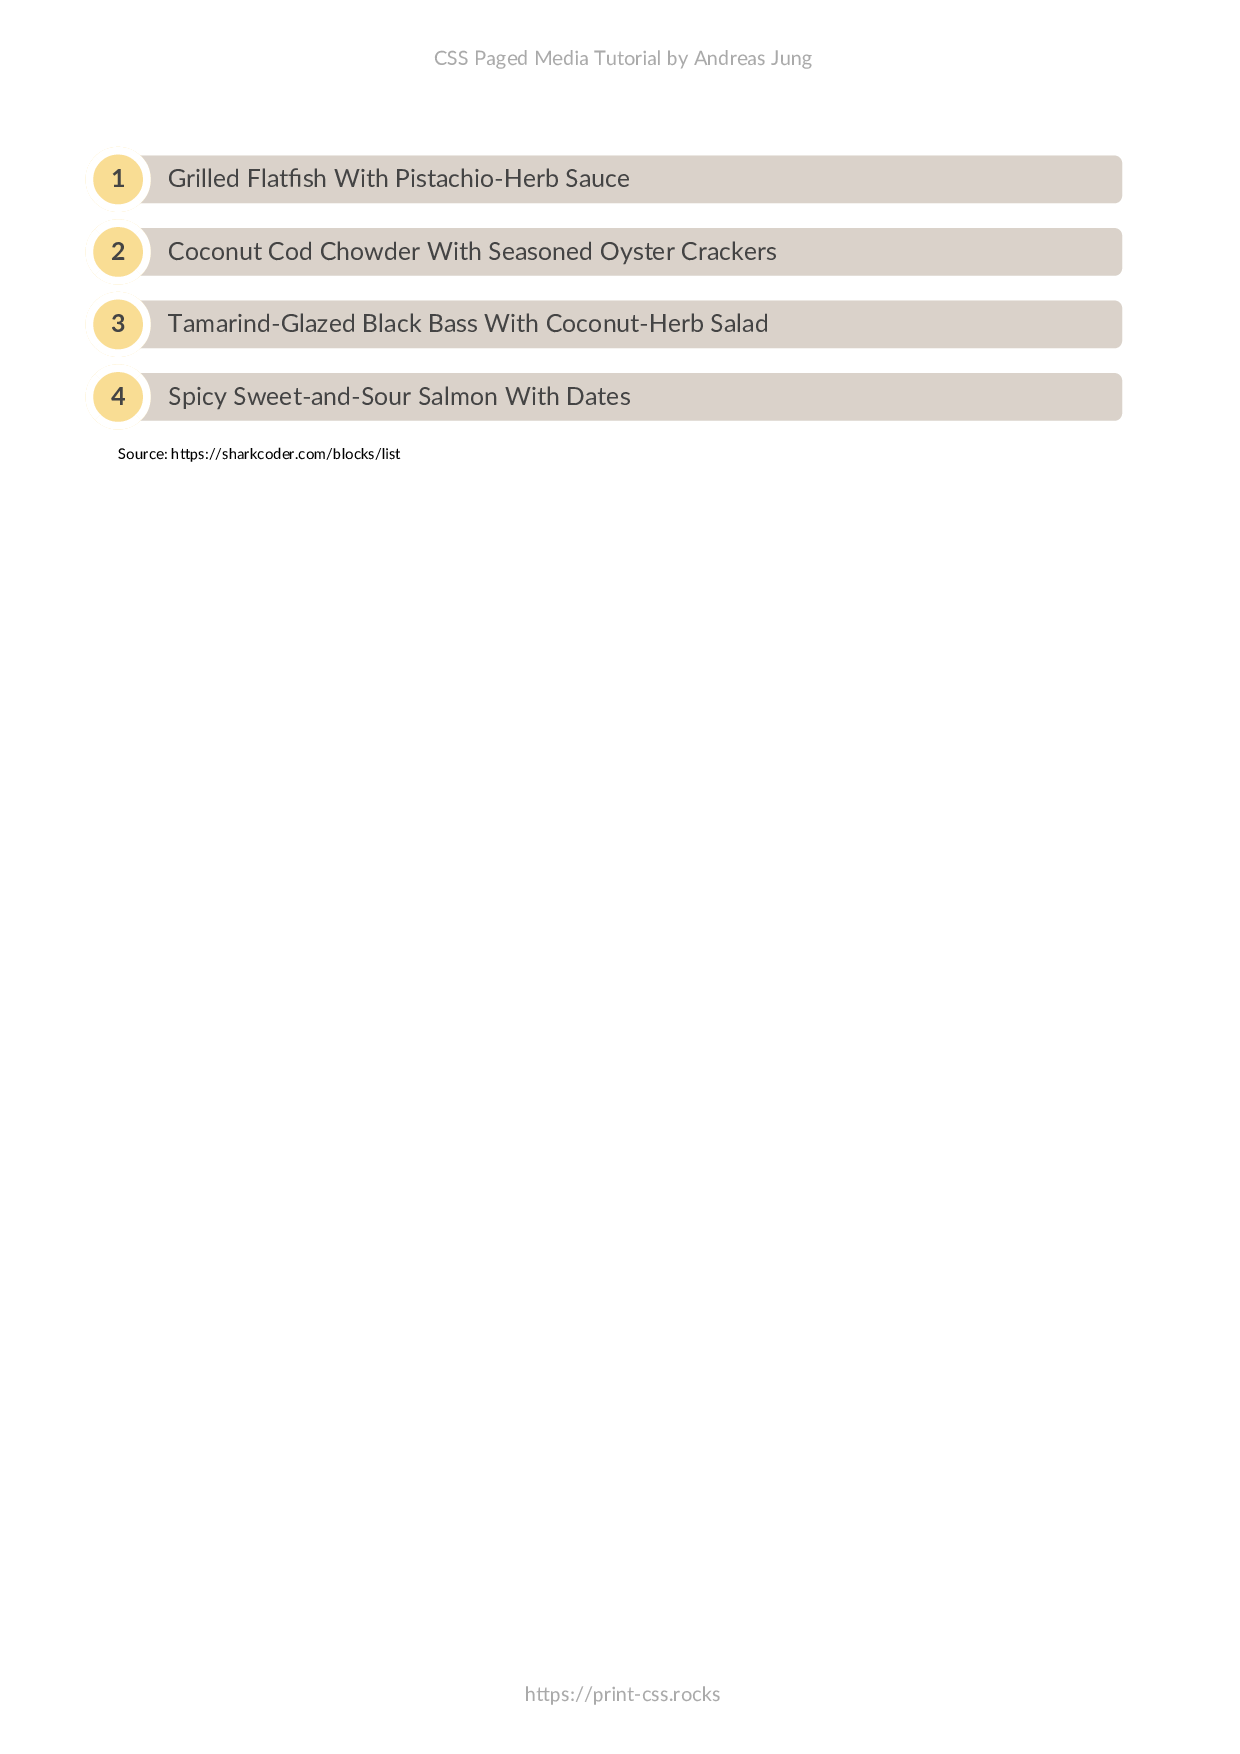 CSS Paged Media Tutorial by Andreas Jung
1 Grilled Flatfish With Pistachio-Herb Sauce
2 Coconut Cod Chowder With Seasoned Oyster Crackers
3 Tamarind-Glazed Black Bass With Coconut-Herb Salad
4 Spicy Sweet-and-Sour Salmon With Dates
Source: https://sharkcoder.com/blocks/list
https://print-css.rocks